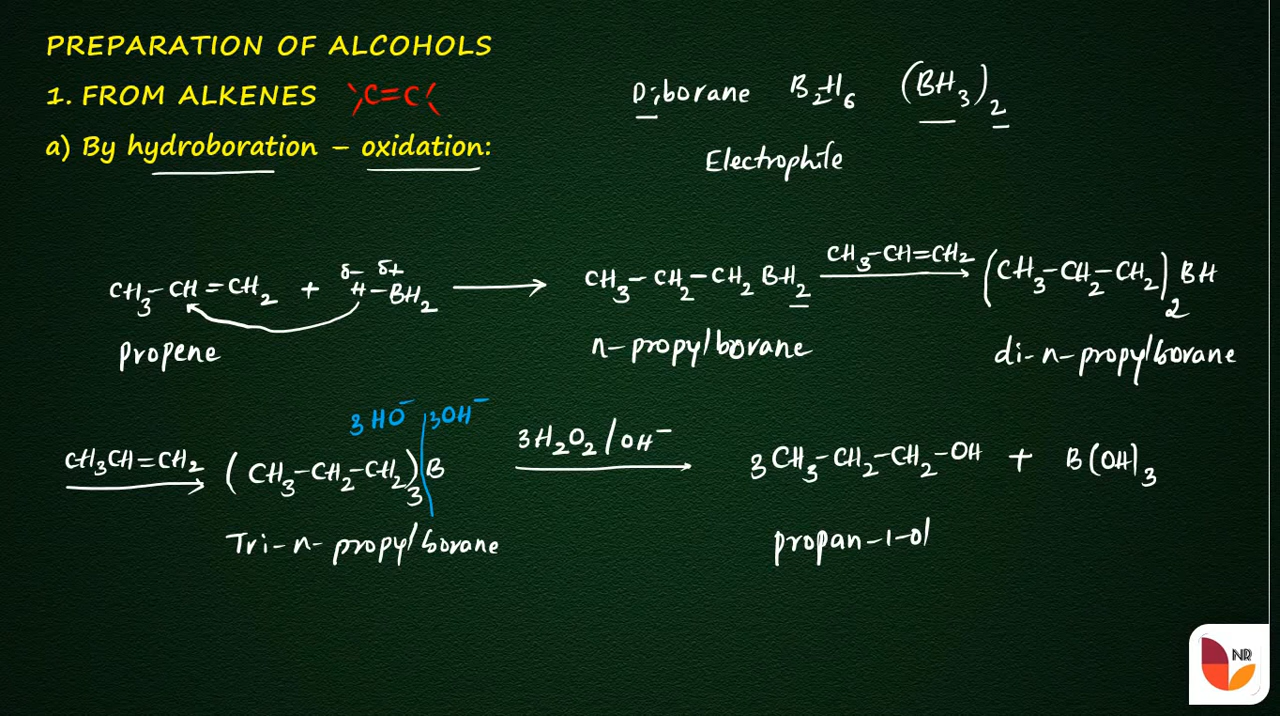 PREPARATION OF ALCOHOLS
1. FROM ALKENES >C=C<
Diborane B₂H₆ (BH₃)₂
a) By hydroboration – oxidation:
Electrophile
CH₃–CH=CH₂ + δ- H–δ+ BH₂ ⟶ CH₃–CH₂–CH₂BH₂ CH₃–CH=CH₂ ⟶ (CH₃–CH₂–CH₂)₂BH
Propene n-propylborane di-n-propylborane
3HO⁻ 3OH⁻
CH₃CH=CH₂ ⟶ (CH₃–CH₂–CH₂)₃B 3H₂O₂/OH⁻ ⟶ 3CH₃–CH₂–CH₂–OH + B(OH)₃
Tri-n-propylborane propan-1-ol
NR